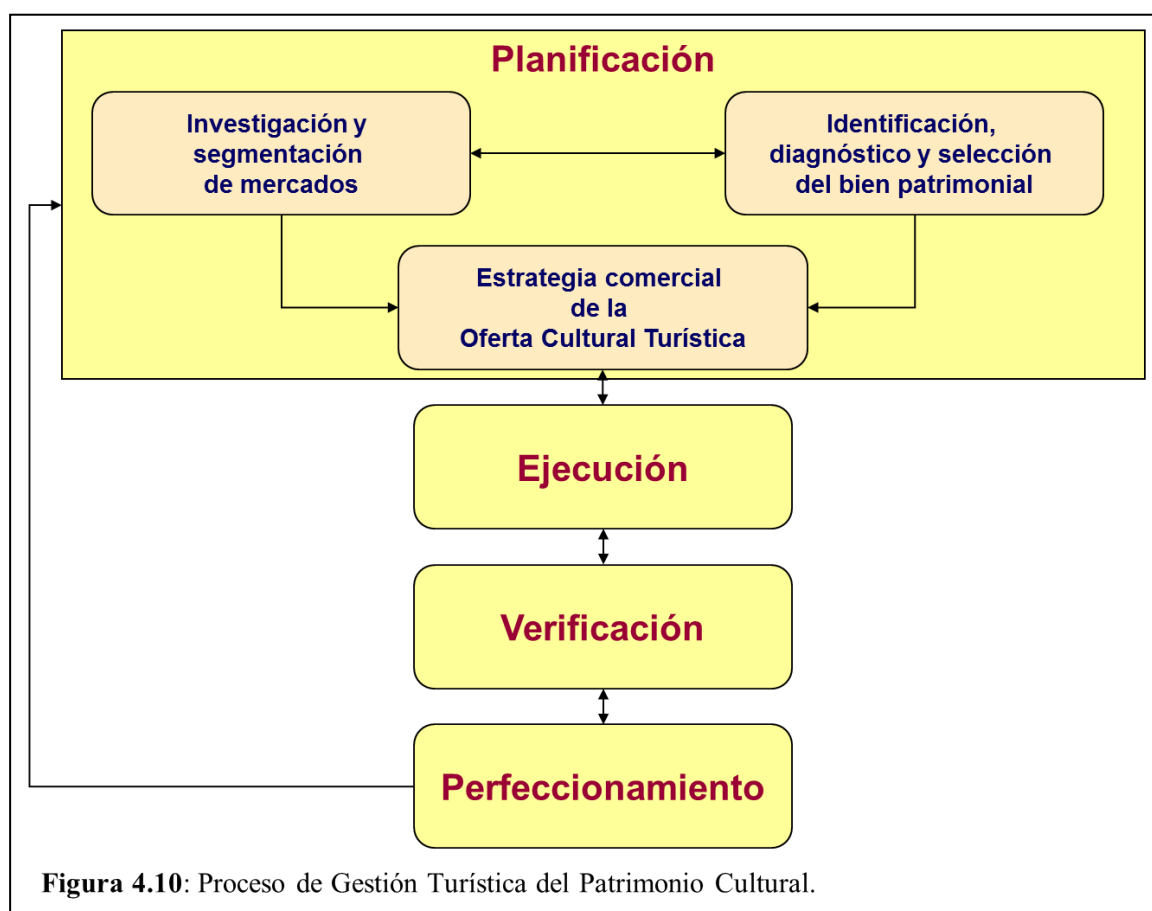 Planificación
Investigación y
segmentación
de mercados
Identificación,
diagnóstico y selección
del bien patrimonial
Estrategia comercial
de la
Oferta Cultural Turística
Ejecución
Verificación
Perfeccionamiento
Figura 4.10: Proceso de Gestión Turística del Patrimonio Cultural.